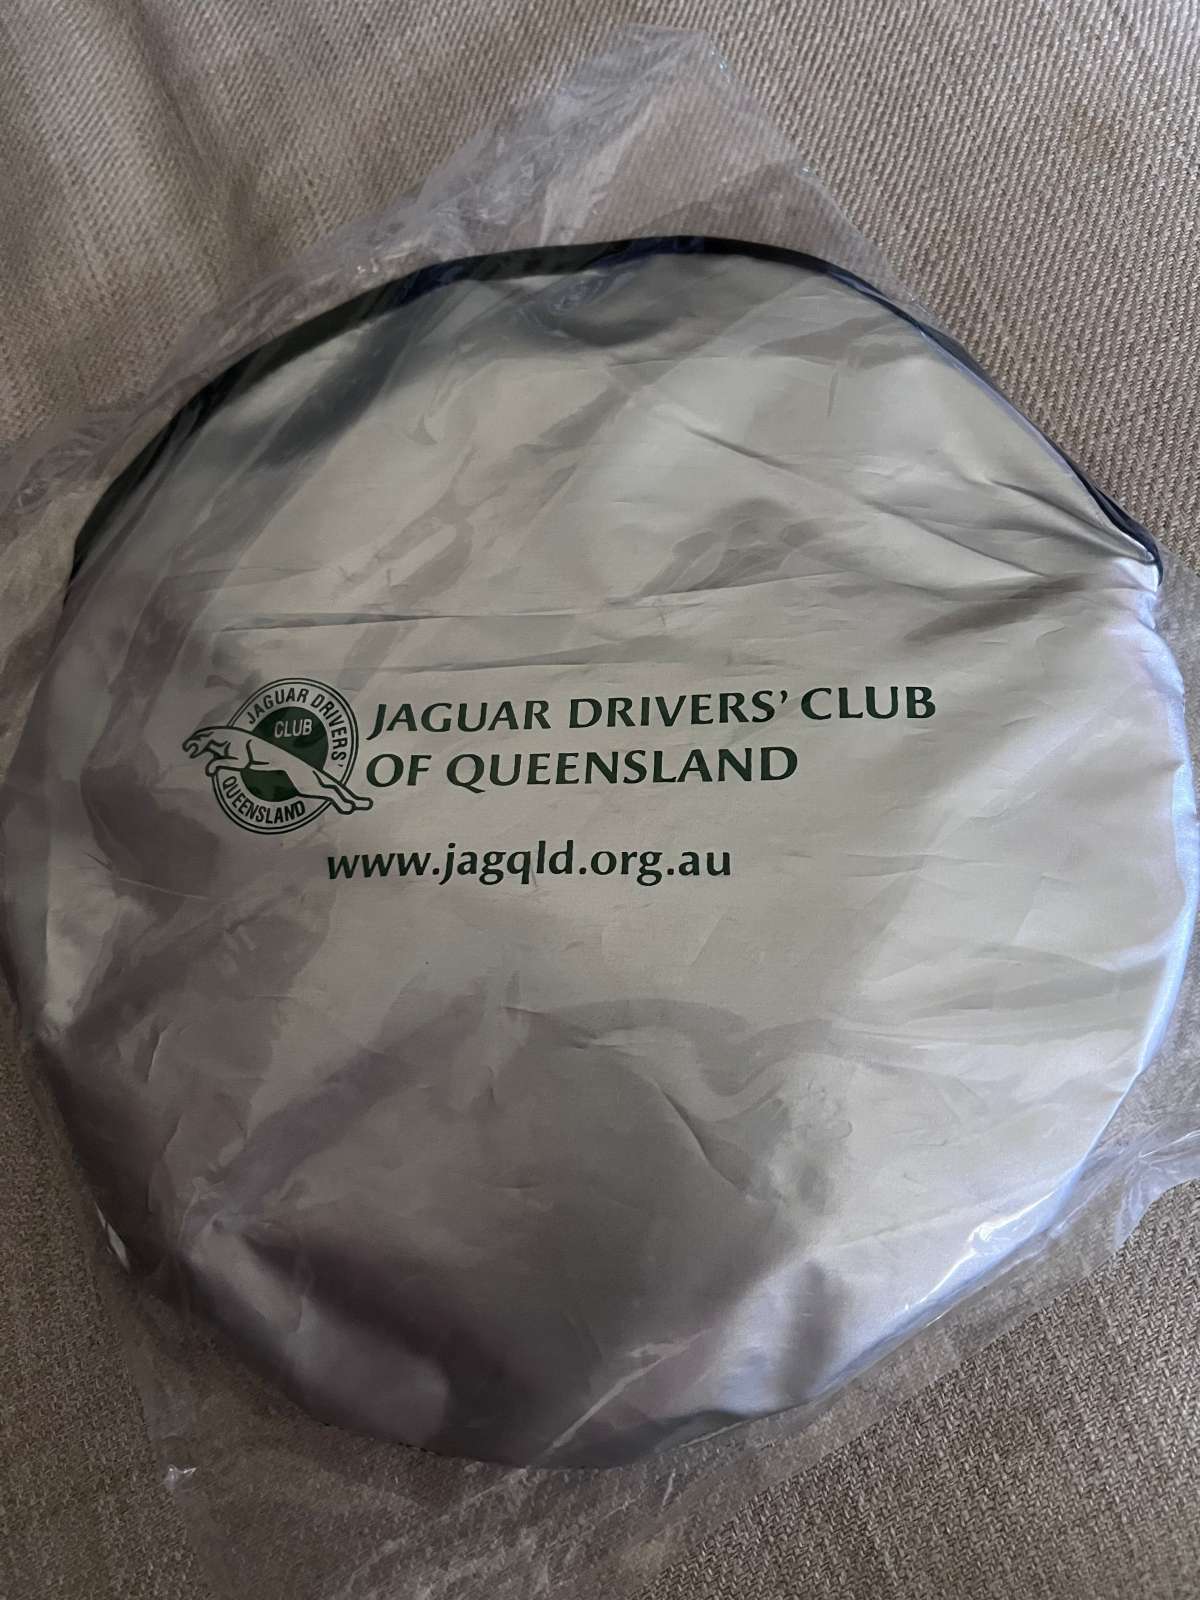 JAGUAR DRIVERS'
CLUB
QUEENSLAND
JAGUAR DRIVERS' CLUB
OF QUEENSLAND
www.jagqld.org.au